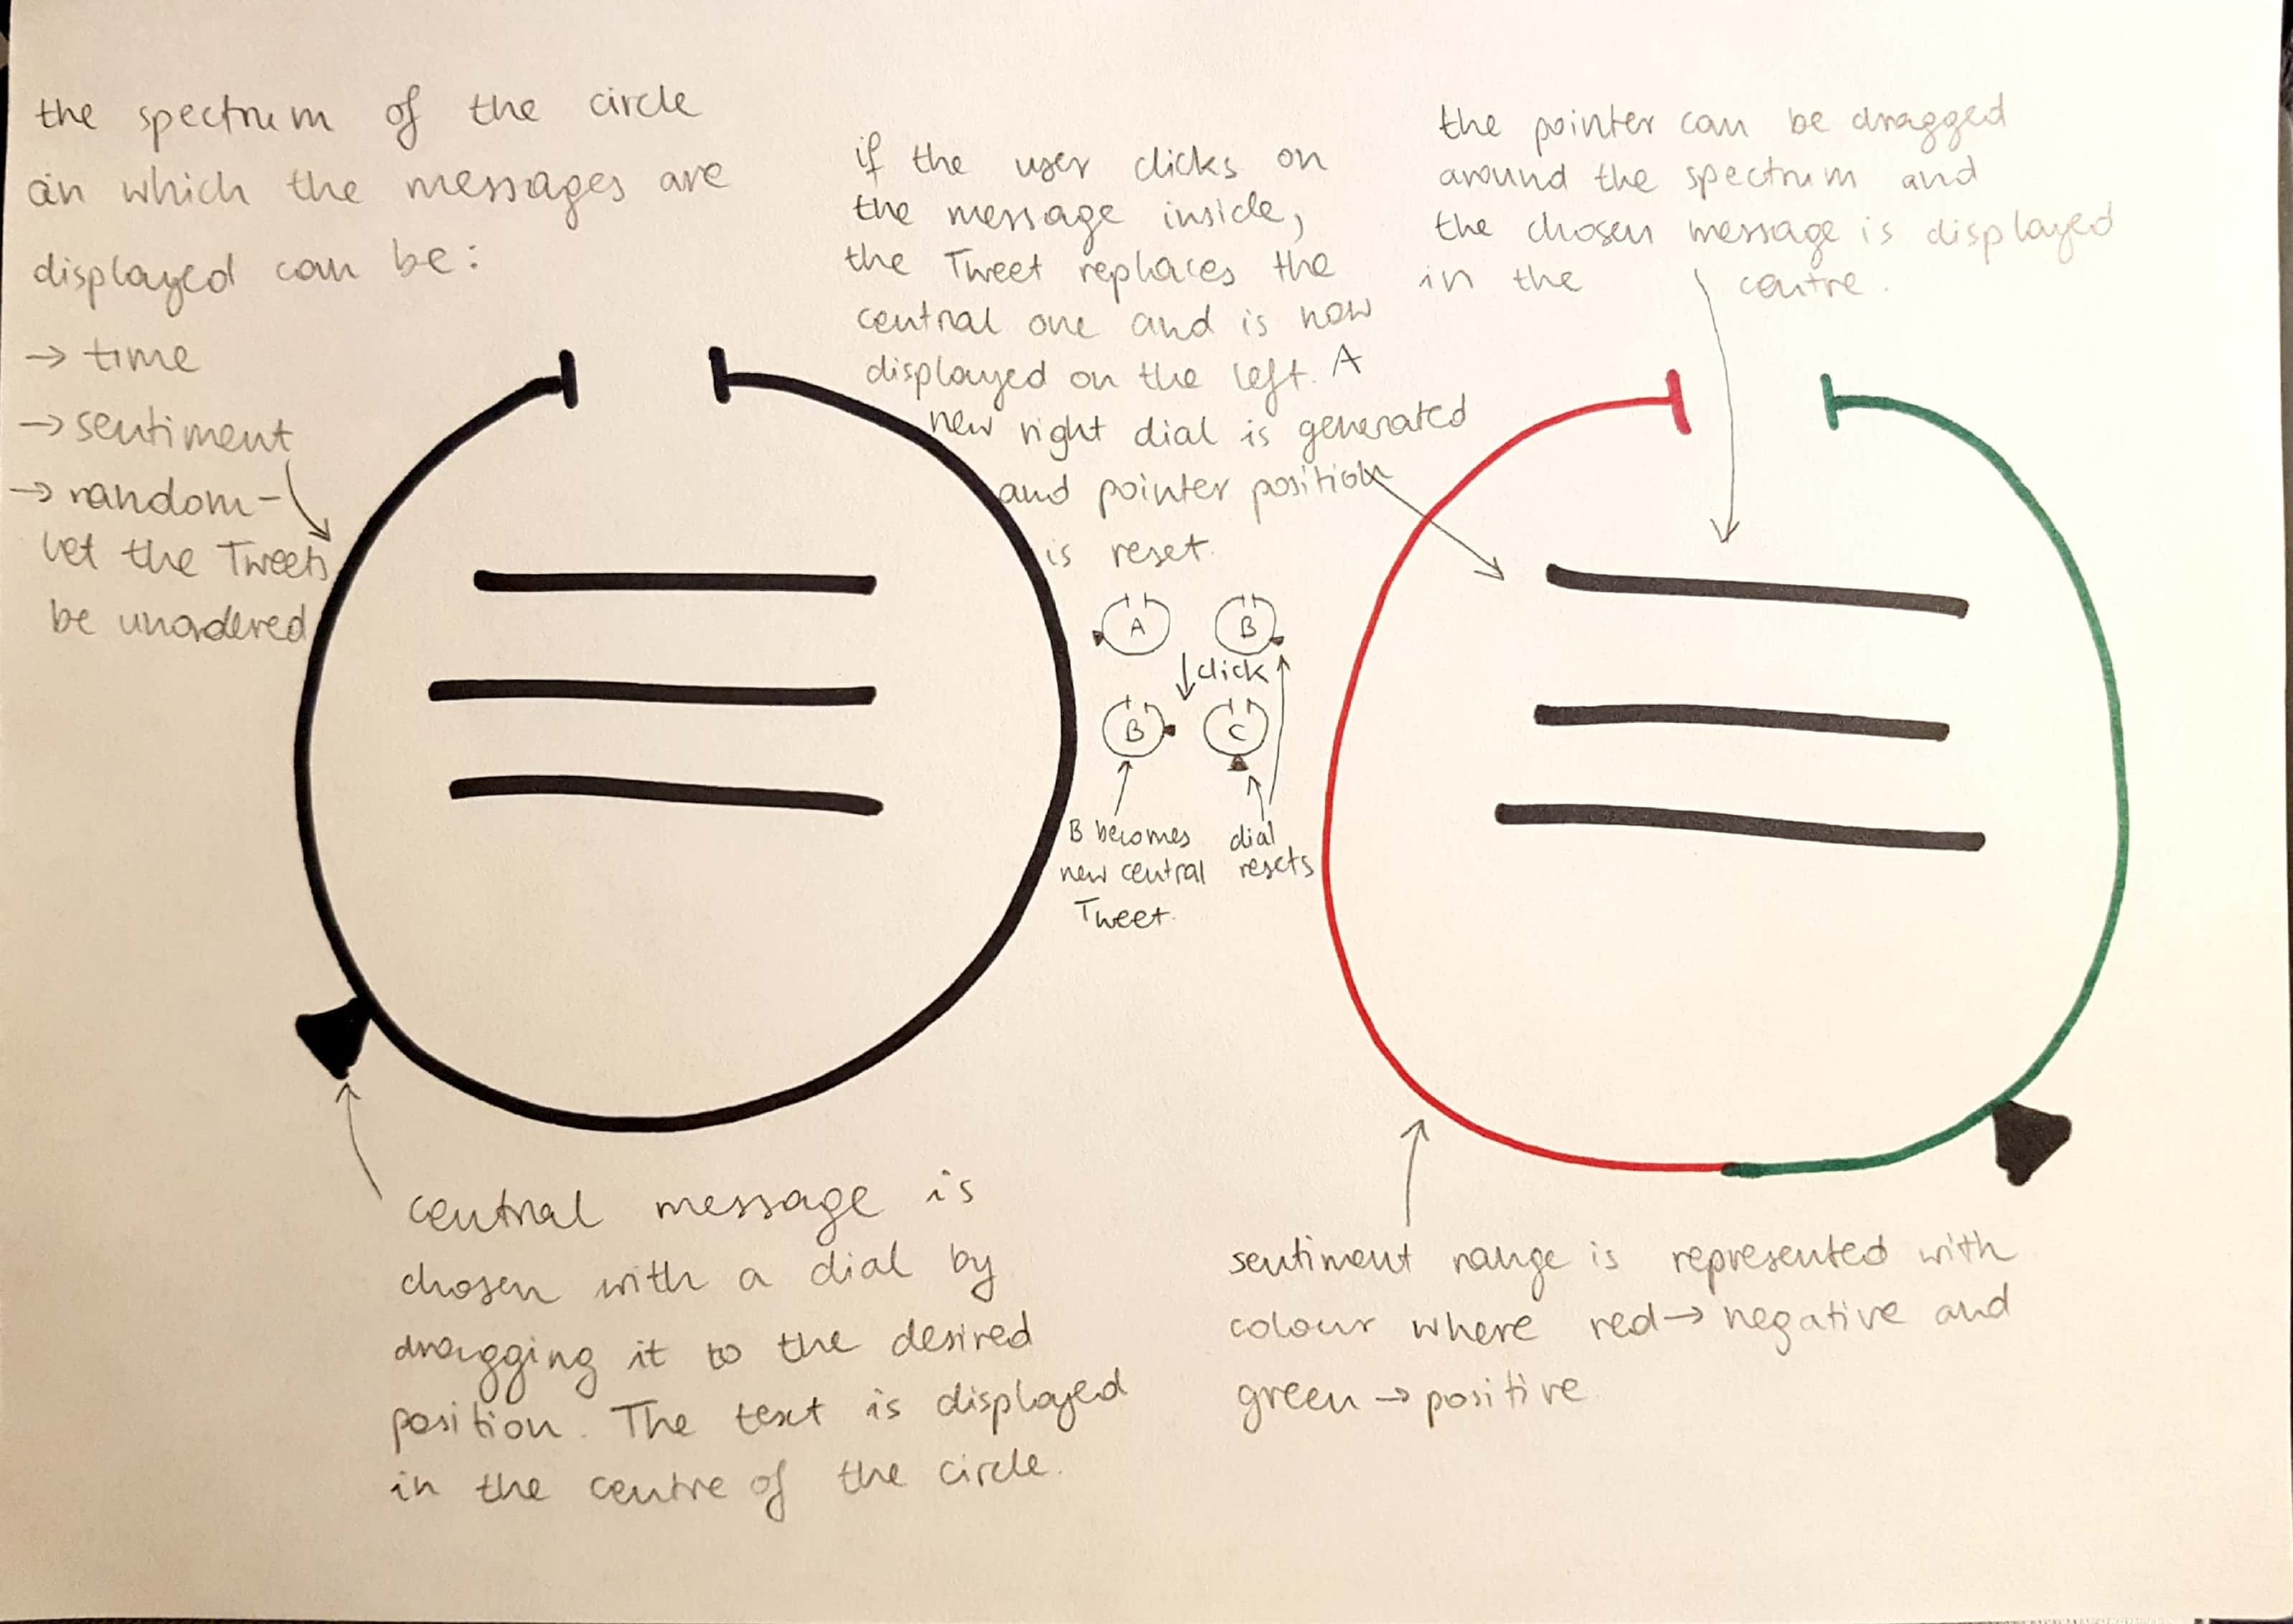 the spectrum of the circle
on which the messages are
displayed can be:
→ time
→ sentiment
→ random -
let the Tweets
be unordered
if the user clicks on
the message inside,
the Tweet replaces the
central one and is now
displayed on the left. A
new right dial is generated
and pointer position
is reset.
the pointer can be dragged
around the spectrum and
the chosen message is displayed
in the centre.
A B
click
B C
B becomes
new central
Tweet.
dial
resets
central message is
chosen with a dial by
dragging it to the desired
position. The text is displayed
in the centre of the circle.
sentiment range is represented with
colour where red → negative and
green → positive